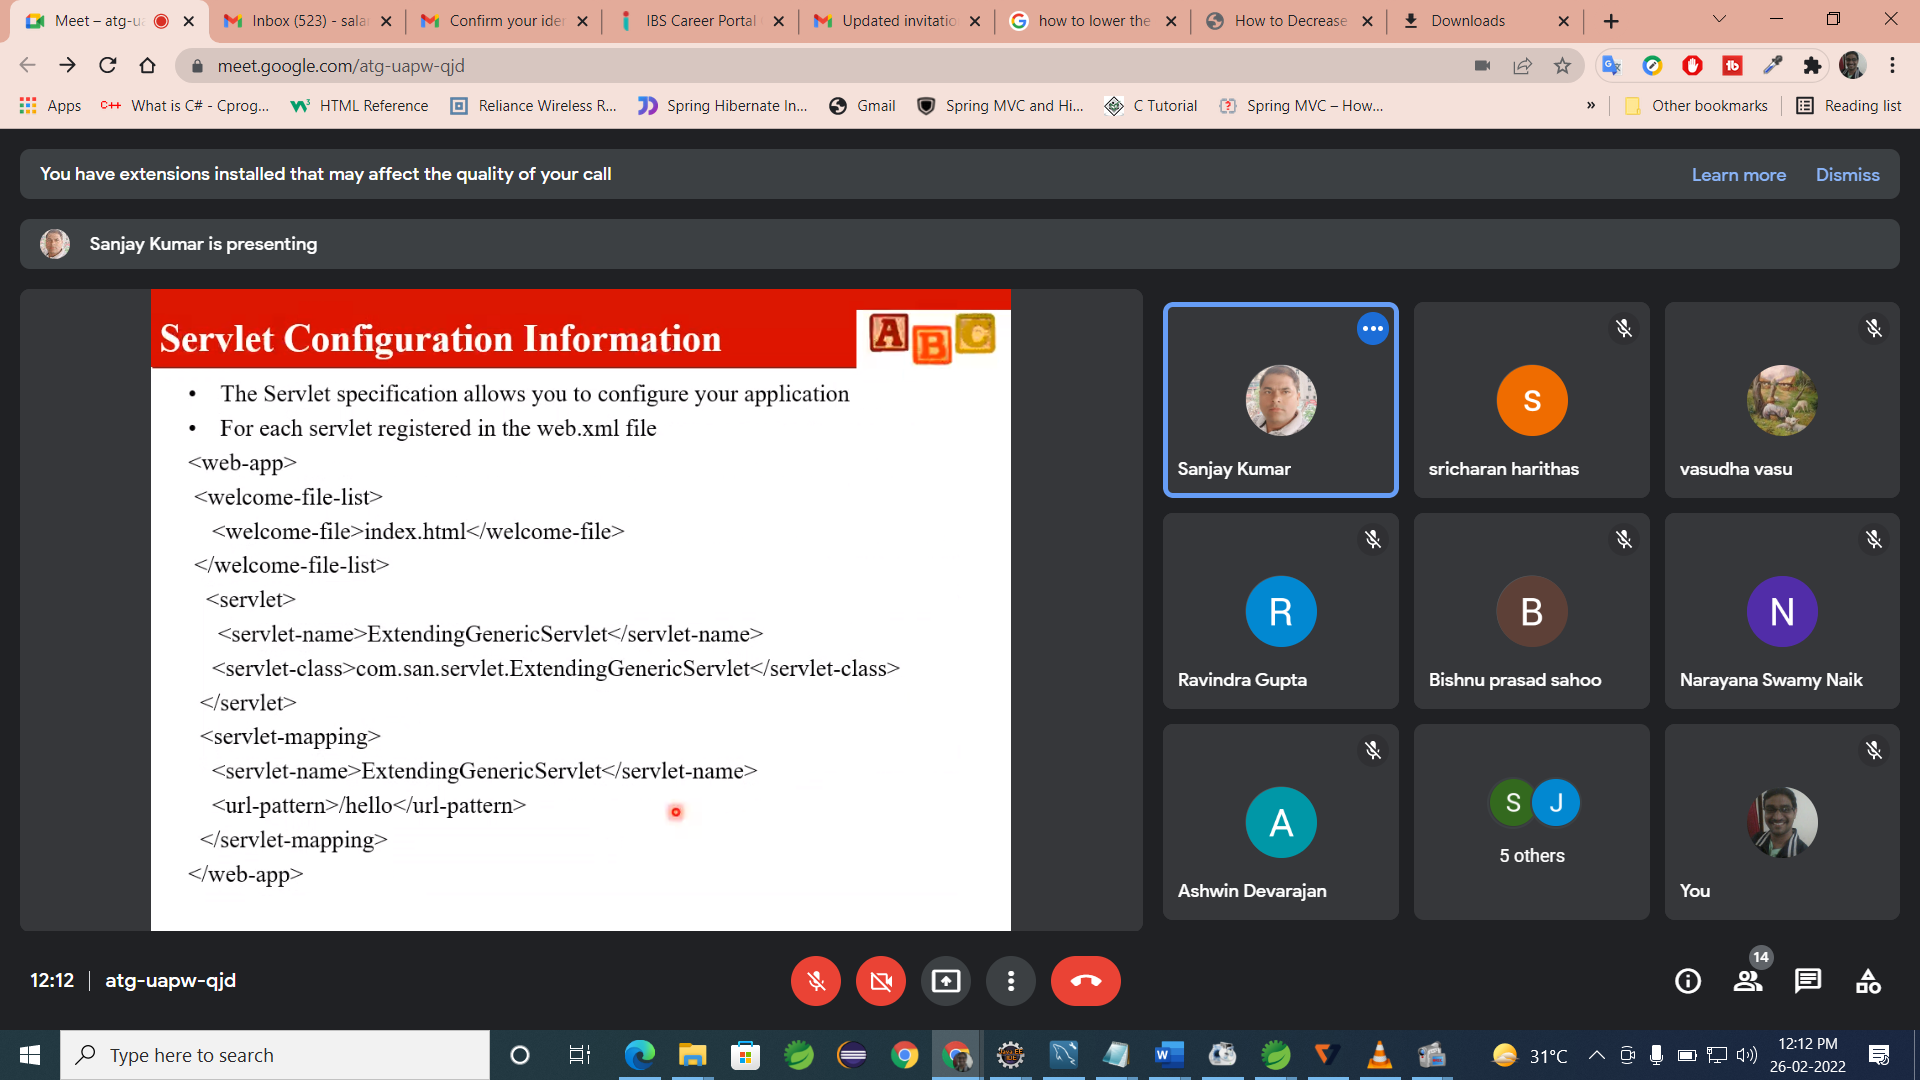 Meet – atg-ua
Inbox (523) - sala
Confirm your iden
IBS Career Portal
Updated invitatio
how to lower the
How to Decrease
Downloads
meet.google.com/atg-uapw-qjd
Apps
What is C# - Cprog...
HTML Reference
Reliance Wireless R...
Spring Hibernate In...
Gmail
Spring MVC and Hi...
C Tutorial
Spring MVC – How...
»
Other bookmarks
Reading list
You have extensions installed that may affect the quality of your call
Learn more
Dismiss
Sanjay Kumar is presenting
Servlet Configuration Information
A B C
• The Servlet specification allows you to configure your application
• For each servlet registered in the web.xml file
<web-app>
<welcome-file-list>
<welcome-file>index.html</welcome-file>
</welcome-file-list>
<servlet>
<servlet-name>ExtendingGenericServlet</servlet-name>
<servlet-class>com.san.servlet.ExtendingGenericServlet</servlet-class>
</servlet>
<servlet-mapping>
<servlet-name>ExtendingGenericServlet</servlet-name>
<url-pattern>/hello</url-pattern>
</servlet-mapping>
</web-app>
Sanjay Kumar
S
sricharan harithas
vasudha vasu
R
Ravindra Gupta
B
Bishnu prasad sahoo
N
Narayana Swamy Naik
A
Ashwin Devarajan
S J
5 others
You
12:12
atg-uapw-qjd
14
Type here to search
31°C
12:12 PM
26-02-2022